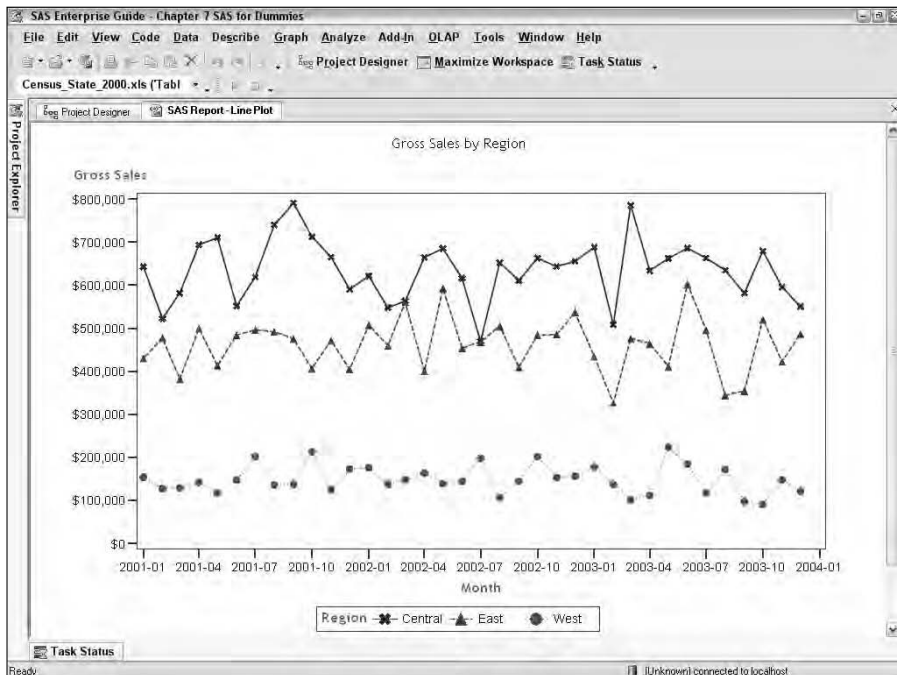 SAS Enterprise Guide - Chapter 7 SAS for Dummies
File Edit View Code Data Describe Graph Analyze Add-In OLAP Tools Window Help
Project Designer Maximize Workspace Task Status
Census_State_2000.xls ('Tabl
Project Explorer
Project Designer SAS Report - Line Plot
Gross Sales by Region
Gross Sales
$800,000
$700,000
$600,000
$500,000
$400,000
$300,000
$200,000
$100,000
$0
2001-01 2001-04 2001-07 2001-10 2002-01 2002-04 2002-07 2002-10 2003-01 2003-04 2003-07 2003-10 2004-01
Month
Region Central East West
Task Status
Ready (Unknown) connected to localhost